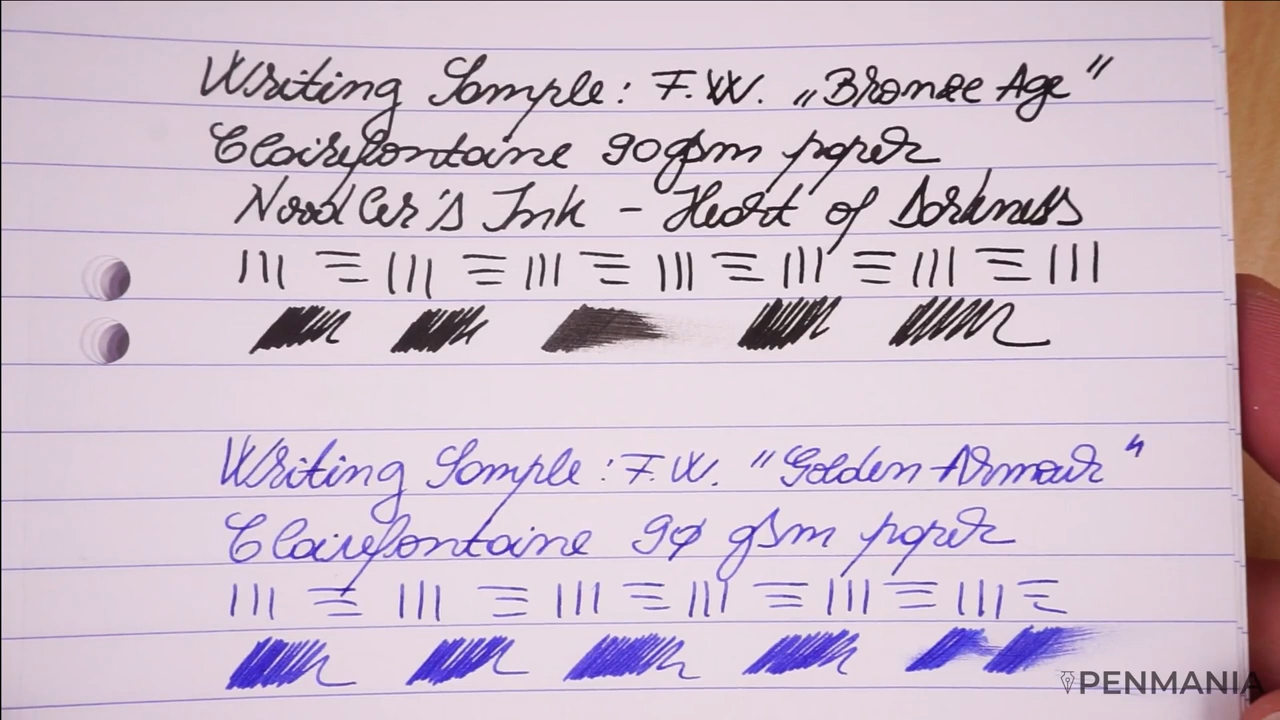 Writing Sample: F.W. „Bronze Age"
Clairefontaine 90gsm paper
Noodler's Ink - Heart of Darkness
Writing Sample: F.W. "Golden Armour"
Clairefontaine 90 gsm paper
PENMANIA